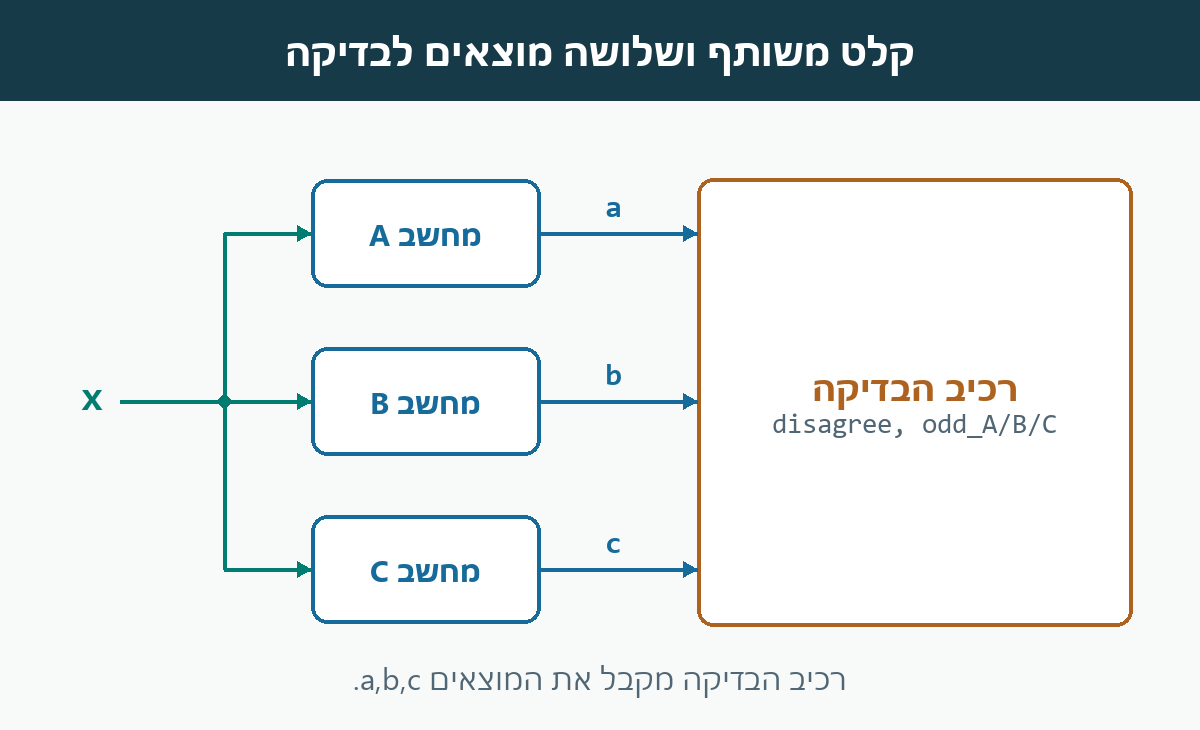 קלט משותף ושלושה מוצאים לבדיקה
מחשב A
a
X
מחשב B
b
רכיב הבדיקה
disagree, odd_A/B/C
מחשב C
c
רכיב הבדיקה מקבל את המוצאים a,b,c.